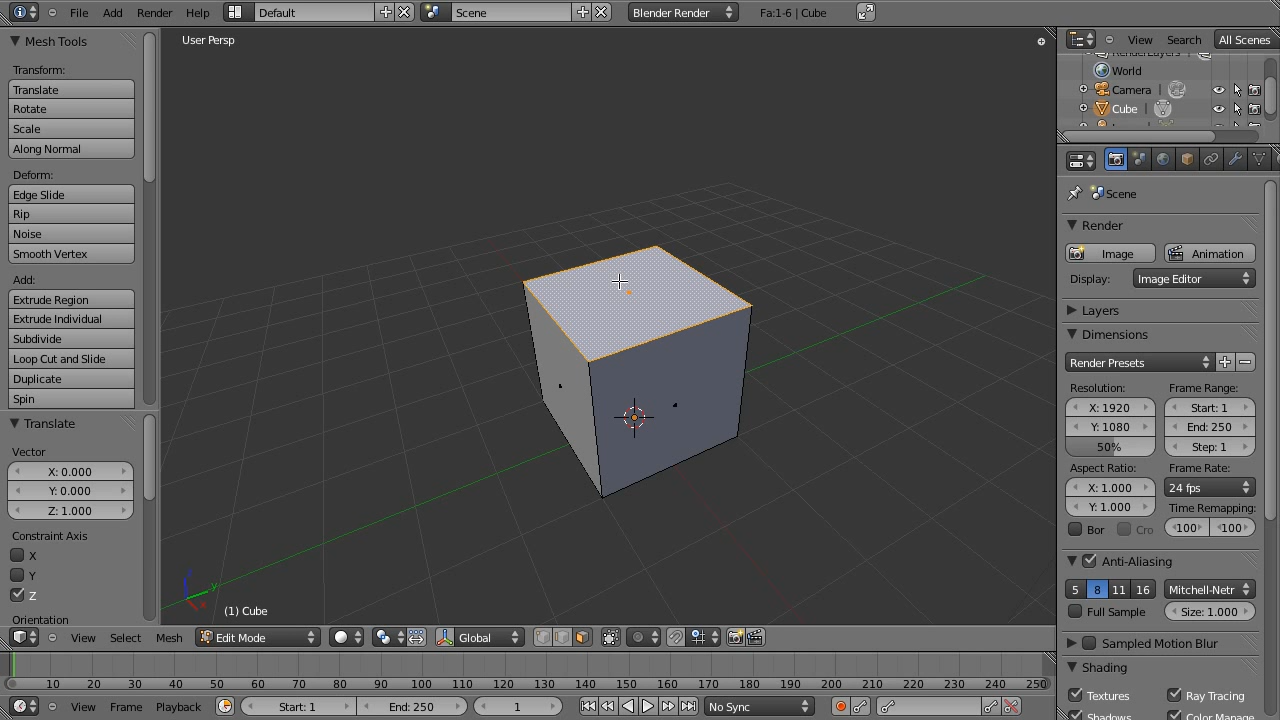 File Add Render Help Default Scene Blender Render Fa:1-6 | Cube
Mesh Tools
Transform:
Translate
Rotate
Scale
Along Normal
Deform:
Edge Slide
Rip
Noise
Smooth Vertex
Add:
Extrude Region
Extrude Individual
Subdivide
Loop Cut and Slide
Duplicate
Spin
Translate
Vector
X: 0.000
Y: 0.000
Z: 1.000
Constraint Axis
X
Y
Z
Orientation
User Persp
z
y
x
(1) Cube
View Select Mesh Edit Mode Global
10 20 30 40 50 60 70 80 90 100 110 120 130 140 150 160 170 180 190 200 210 220 230 240 250
View Frame Playback Start: 1 End: 250 1 No Sync
View Search All Scenes
RenderLayers |
World
Camera |
Cube |
Scene
Render
Image Animation
Display: Image Editor
Layers
Dimensions
Render Presets
Resolution: Frame Range:
X: 1920 Start: 1
Y: 1080 End: 250
50% Step: 1
Aspect Ratio: Frame Rate:
X: 1.000 24 fps
Y: 1.000 Time Remapping:
Bor Cro 100 100
Anti-Aliasing
5 8 11 16 Mitchell-Netr
Full Sample Size: 1.000
Sampled Motion Blur
Shading
Textures Ray Tracing
Shadows Color Manage